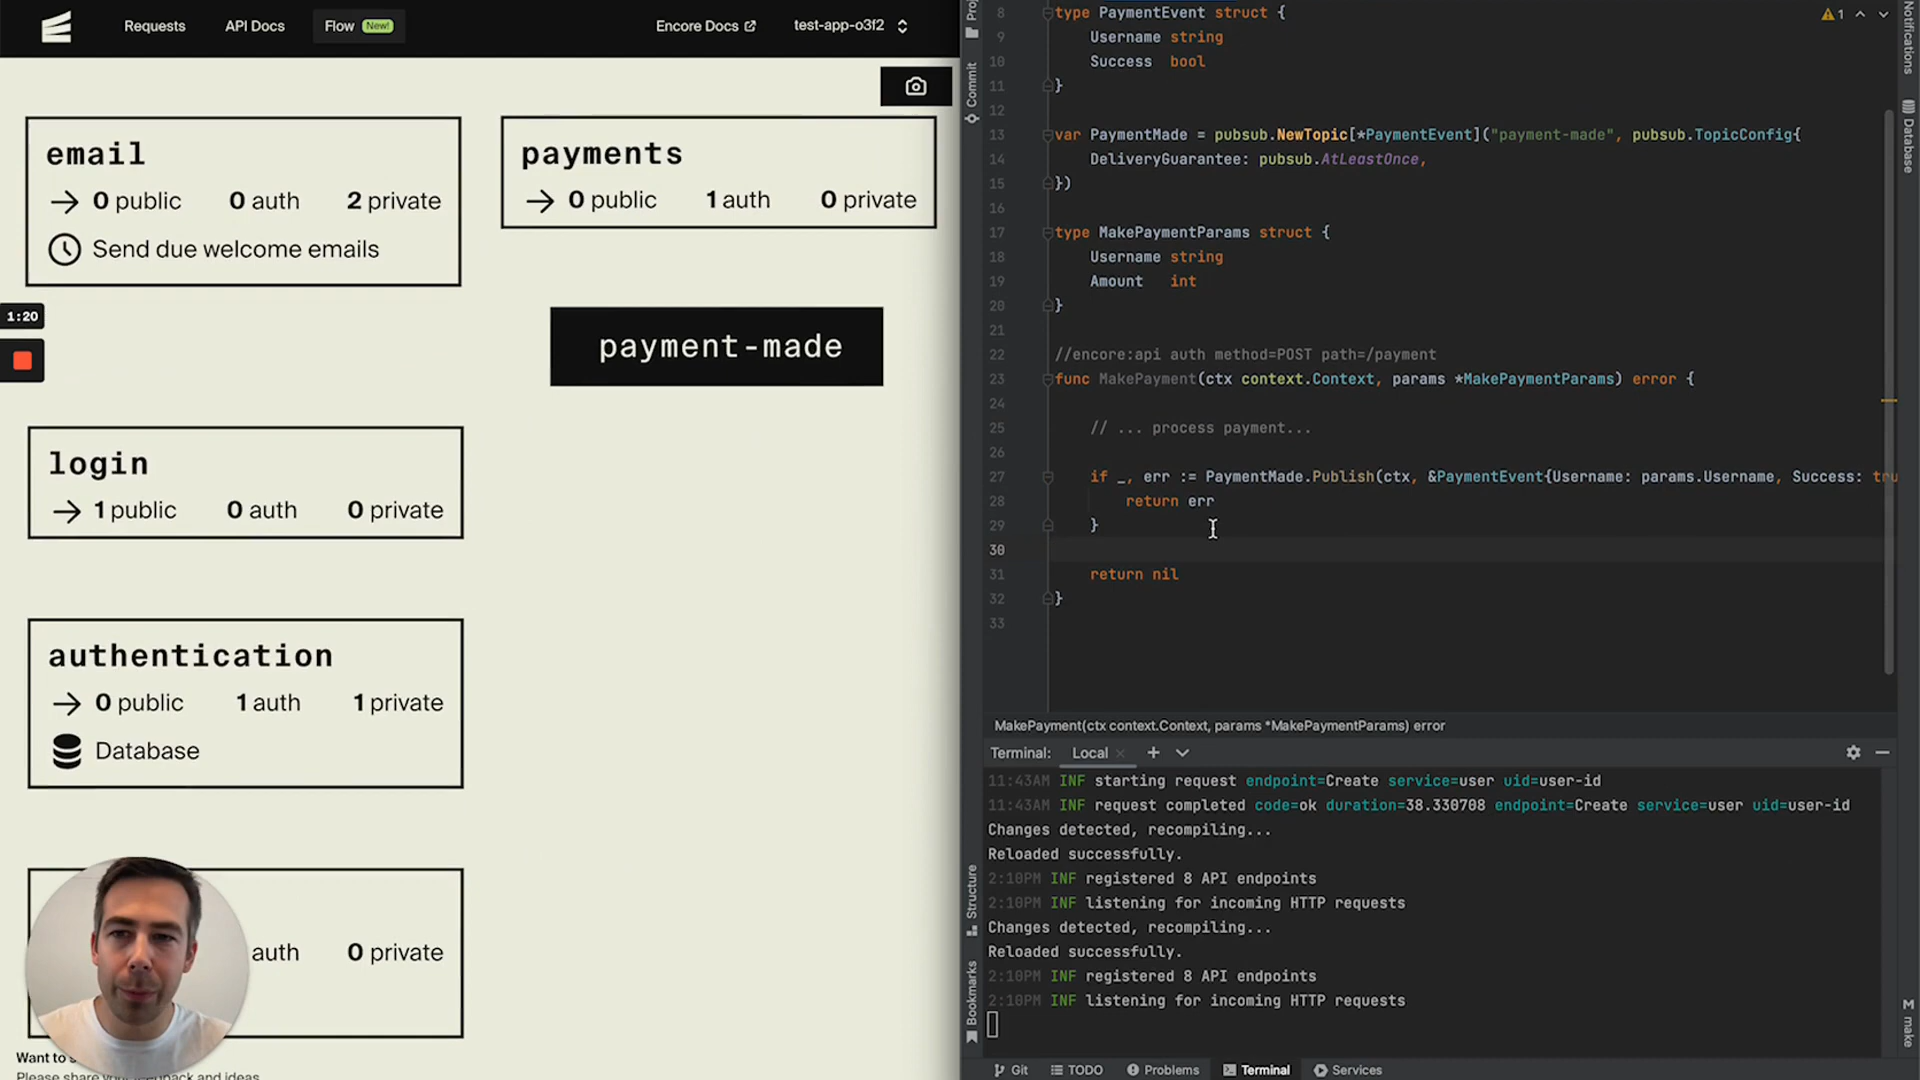 Requests
API Docs
Flow
New!
Encore Docs
test-app-o3f2
email
0 public
0 auth
2 private
Send due welcome emails
payments
0 public
1 auth
0 private
1:20
payment-made
login
1 public
0 auth
0 private
authentication
0 public
1 auth
1 private
Database
auth
0 private
Want to
Please share your feedback and ideas
Commit
Structure
Bookmarks
8 type PaymentEvent struct {
9 Username string
10 Success bool
11 }
12
13 var PaymentMade = pubsub.NewTopic[*PaymentEvent]("payment-made", pubsub.TopicConfig{
14 DeliveryGuarantee: pubsub.AtLeastOnce,
15 })
16
17 type MakePaymentParams struct {
18 Username string
19 Amount int
20 }
21
22 //encore:api auth method=POST path=/payment
23 func MakePayment(ctx context.Context, params *MakePaymentParams) error {
24
25 // ... process payment...
26
27 if _, err := PaymentMade.Publish(ctx, &PaymentEvent{Username: params.Username, Success: tru
28 return err
29 }
30
31 return nil
32 }
33
1
Notifications
Database
make
MakePayment(ctx context.Context, params *MakePaymentParams) error
Terminal: Local × +
11:43AM INF starting request endpoint=Create service=user uid=user-id
11:43AM INF request completed code=ok duration=38.330708 endpoint=Create service=user uid=user-id
Changes detected, recompiling...
Reloaded successfully.
2:10PM INF registered 8 API endpoints
2:10PM INF listening for incoming HTTP requests
Changes detected, recompiling...
Reloaded successfully.
2:10PM INF registered 8 API endpoints
2:10PM INF listening for incoming HTTP requests
Git
TODO
Problems
Terminal
Services